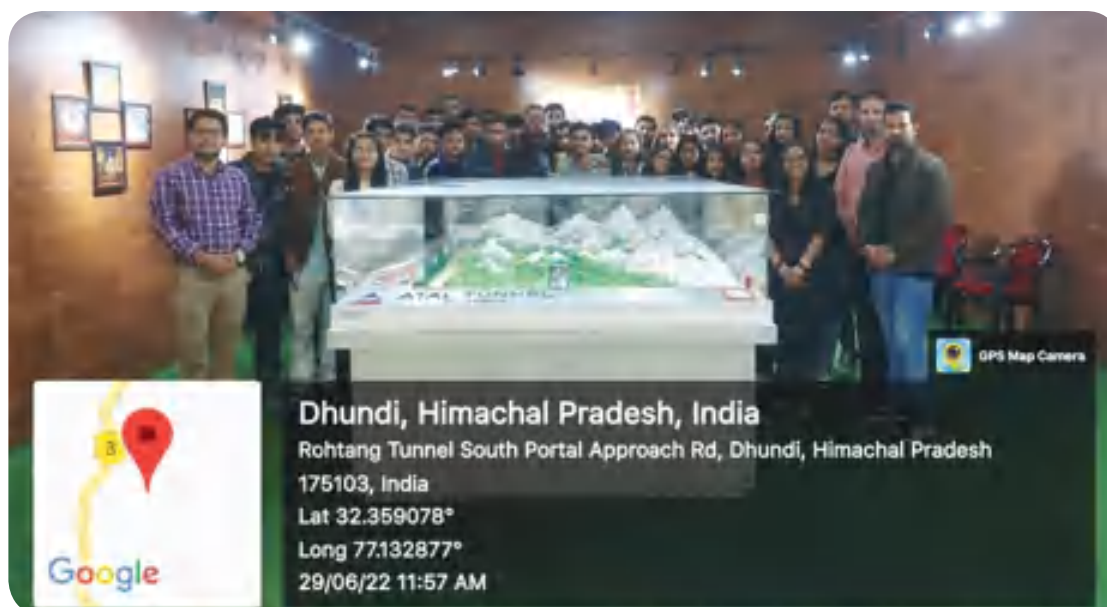 ATAL TUNNEL
GPS Map Camera
3
Dhundi, Himachal Pradesh, India
Rohtang Tunnel South Portal Approach Rd, Dhundi, Himachal Pradesh
175103, India
Lat 32.359078°
Long 77.132877°
29/06/22 11:57 AM
Google